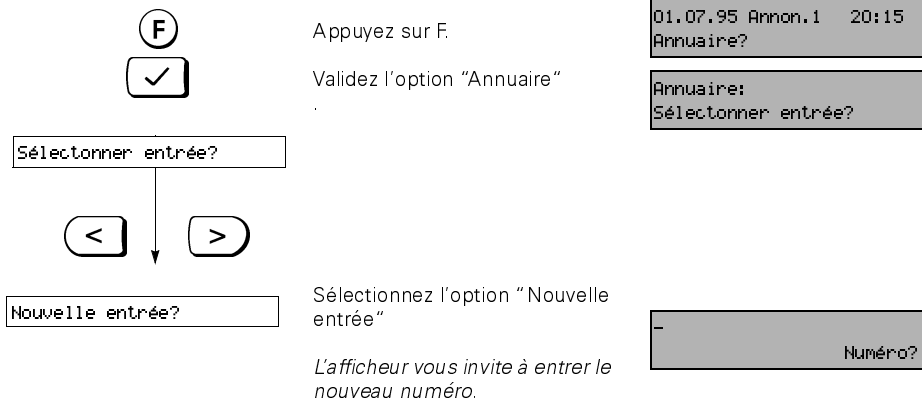 F
Appuyez sur F.
01.07.95 Annon.1 20:15
Annuaire?
Validez l'option “Annuaire“
.
Annuaire:
Sélectonner entrée?
Sélectonner entrée?
< >
Nouvelle entrée?
Sélectionnez l'option “Nouvelle
entrée“
_
Numéro?
L'afficheur vous invite à entrer le
nouveau numéro.